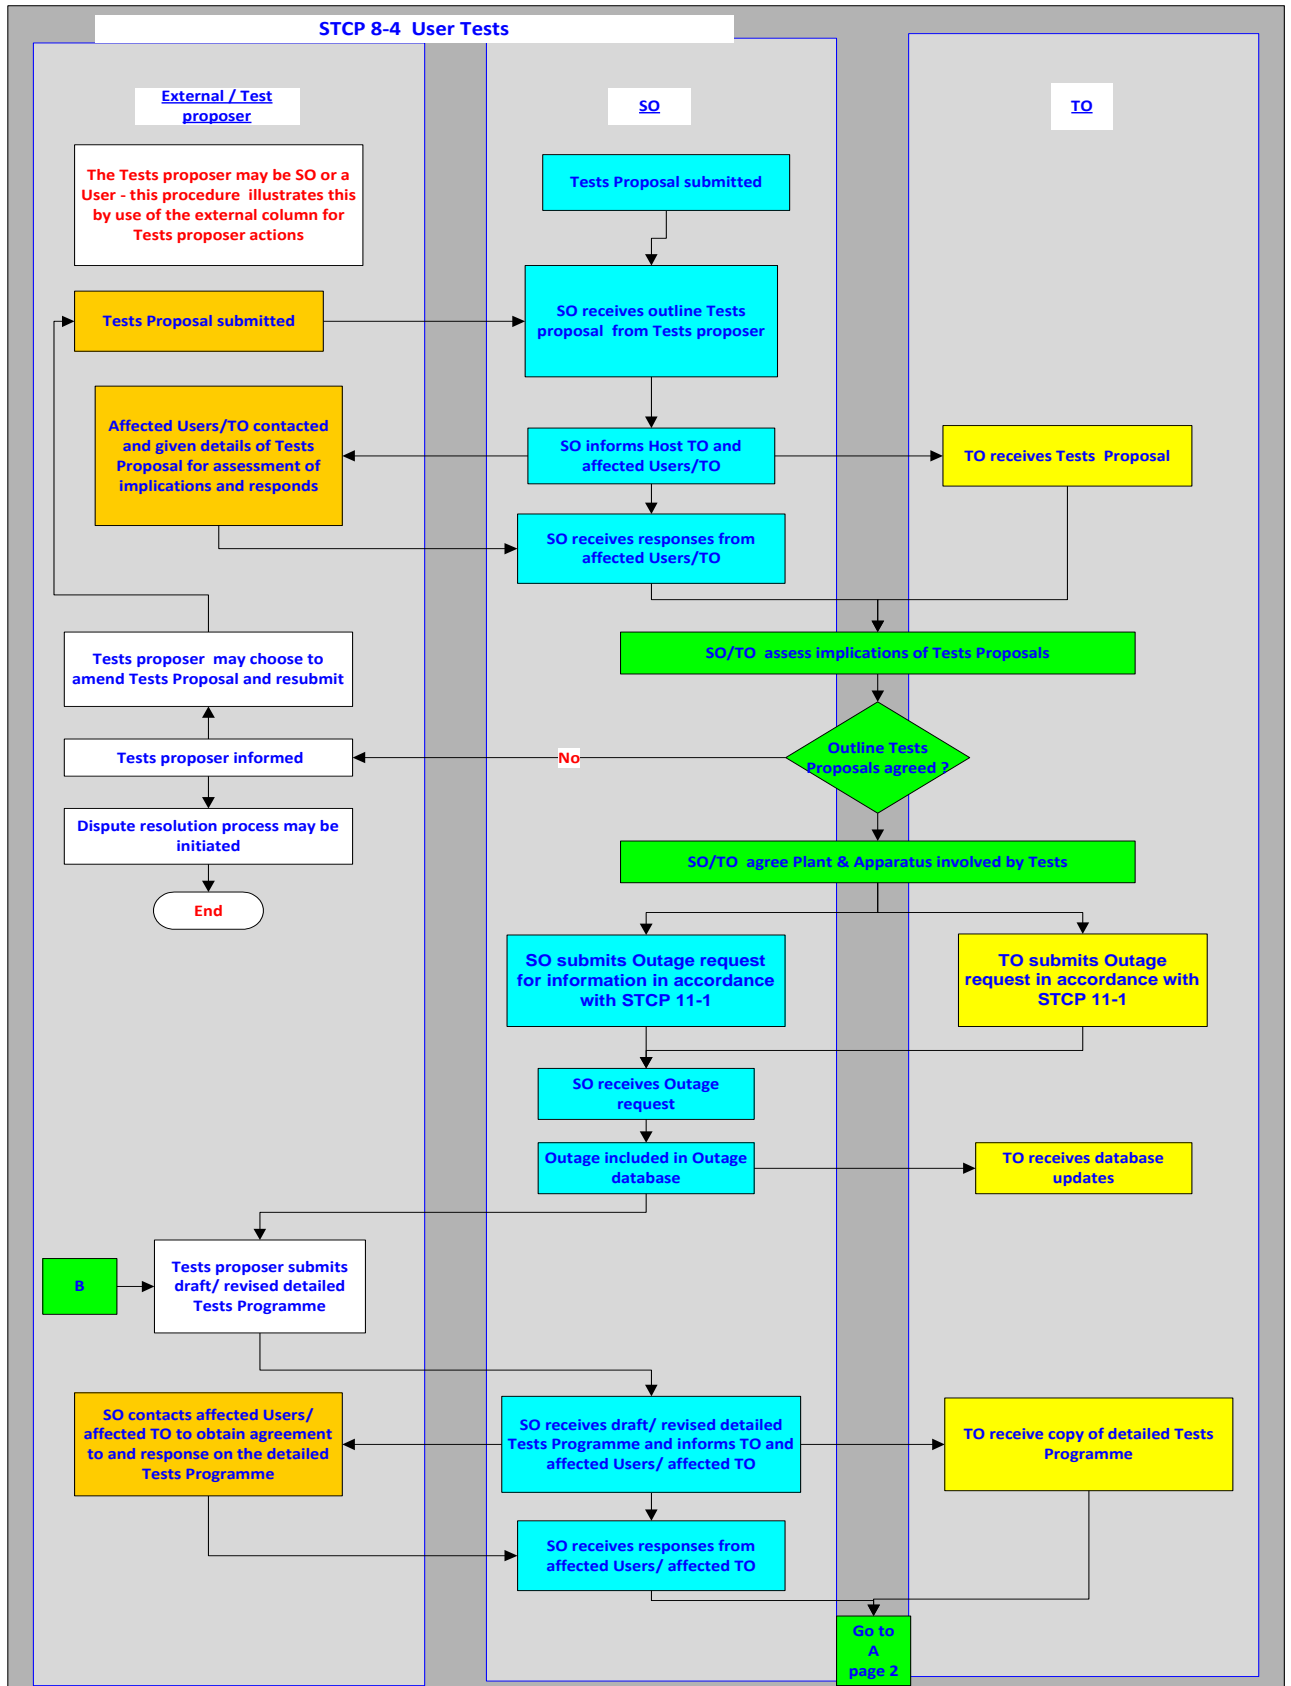 STCP 8-4 User Tests
External / Test
proposer
SO
TO
The Tests proposer may be SO or a
User - this procedure illustrates this
by use of the external column for
Tests proposer actions
Tests Proposal submitted
Tests Proposal submitted
SO receives outline Tests
proposal from Tests proposer
Affected Users/TO contacted
and given details of Tests
Proposal for assessment of
implications and responds
SO informs Host TO and
affected Users/TO
TO receives Tests Proposal
SO receives responses from
affected Users/TO
Tests proposer may choose to
amend Tests Proposal and resubmit
SO/TO assess implications of Tests Proposals
Tests proposer informed
No
Outline Tests
Proposals agreed ?
Dispute resolution process may be
initiated
SO/TO agree Plant & Apparatus involved by Tests
End
SO submits Outage request
for information in accordance
with STCP 11-1
TO submits Outage
request in accordance with
STCP 11-1
SO receives Outage
request
Outage included in Outage
database
TO receives database
updates
B
Tests proposer submits
draft/ revised detailed
Tests Programme
SO contacts affected Users/
affected TO to obtain agreement
to and response on the detailed
Tests Programme
SO receives draft/ revised detailed
Tests Programme and informs TO and
affected Users/ affected TO
TO receive copy of detailed Tests
Programme
SO receives responses from
affected Users/ affected TO
Go to
A
page 2